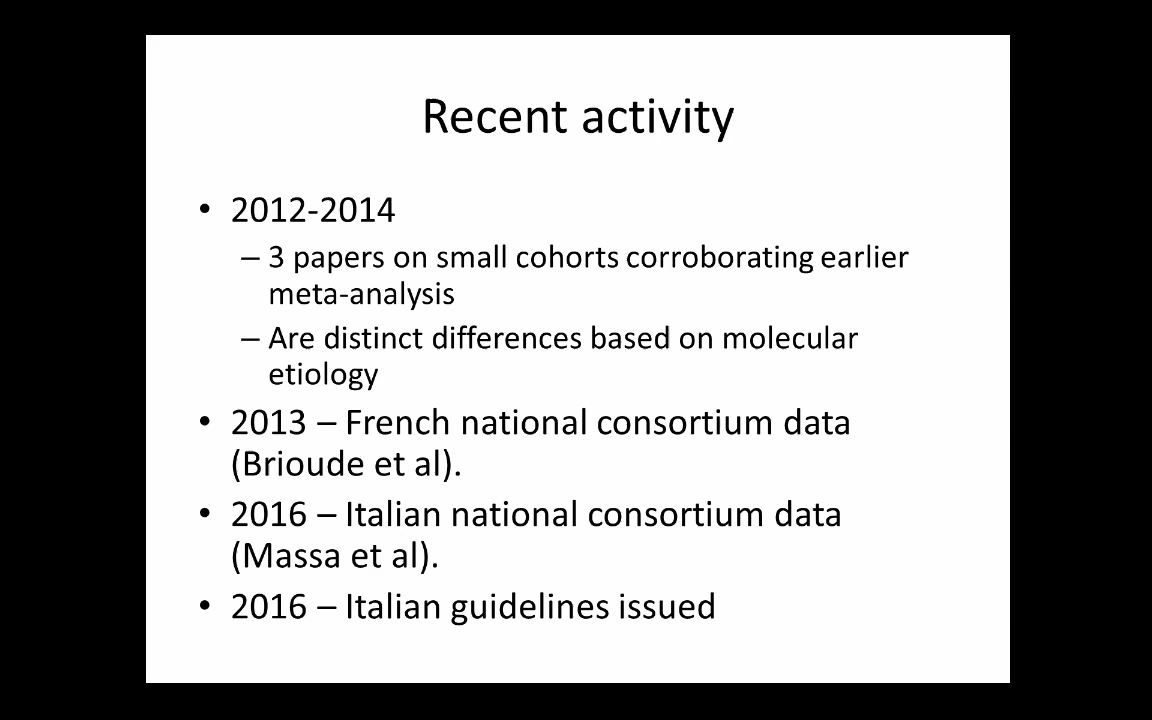 Recent activity
• 2012-2014
– 3 papers on small cohorts corroborating earlier
meta-analysis
– Are distinct differences based on molecular
etiology
• 2013 – French national consortium data
(Brioude et al).
• 2016 – Italian national consortium data
(Massa et al).
• 2016 – Italian guidelines issued